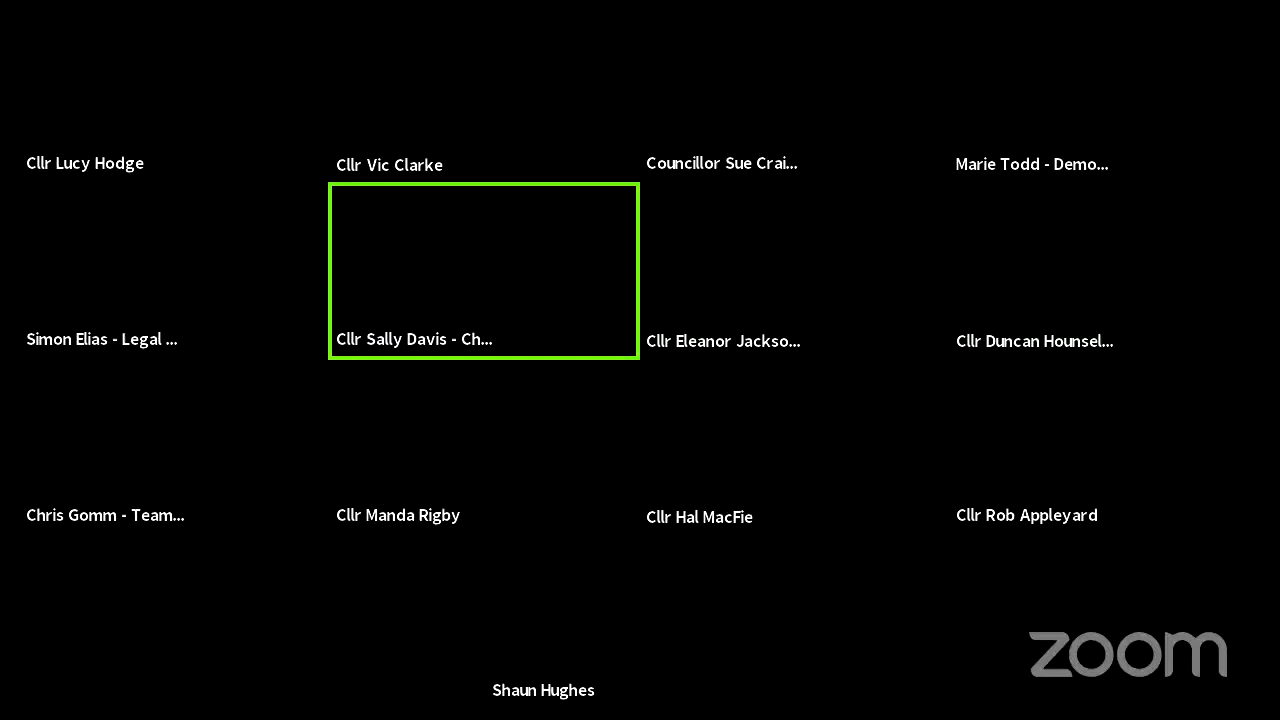 Cllr Lucy Hodge
Cllr Vic Clarke
Councillor Sue Crai...
Marie Todd - Demo...
Simon Elias - Legal ...
Cllr Sally Davis - Ch...
Cllr Eleanor Jackso...
Cllr Duncan Hounsel...
Chris Gomm - Team...
Cllr Manda Rigby
Cllr Hal MacFie
Cllr Rob Appleyard
Shaun Hughes
zoom